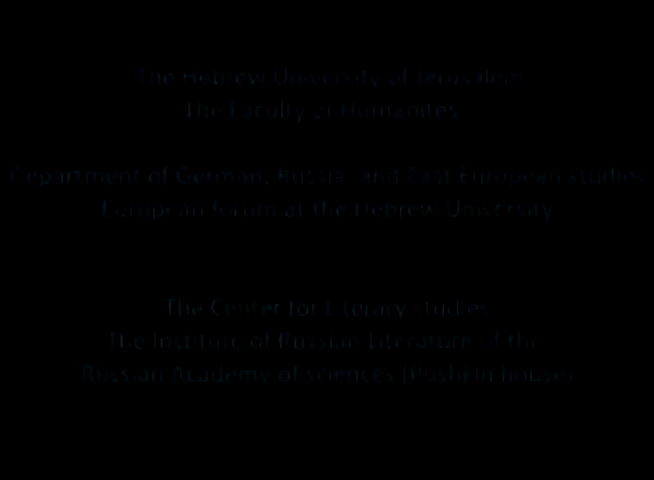 The Hebrew University of Jerusalem
The Faculty of Humanites
Department of German, Russian and East European studies
European forum at the Hebrew University
The Center for Literary studies
The Institure of Russian Literature of the
Russian Academy of sciences (Pushkin house)